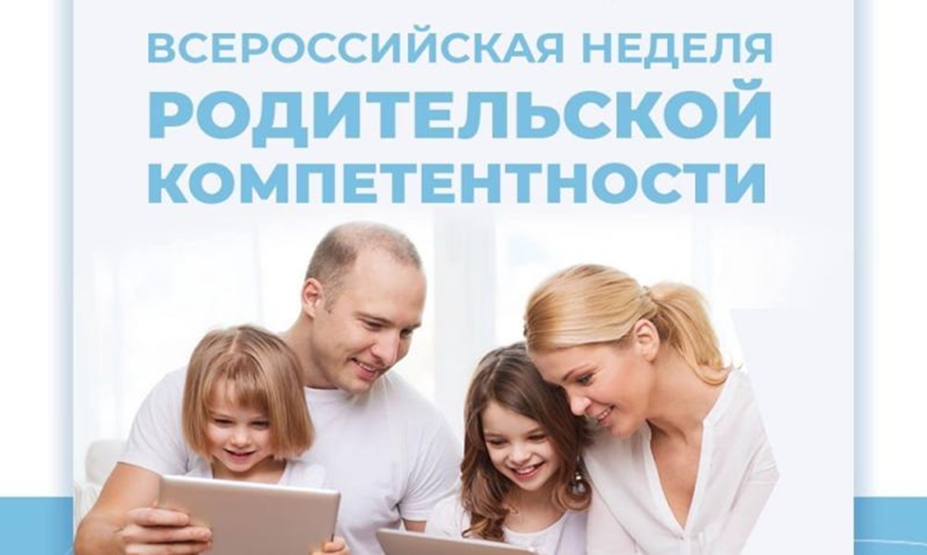 ВСЕРОССИЙСКАЯ НЕДЕЛЯ
РОДИТЕЛЬСКОЙ
КОМПЕТЕНТНОСТИ